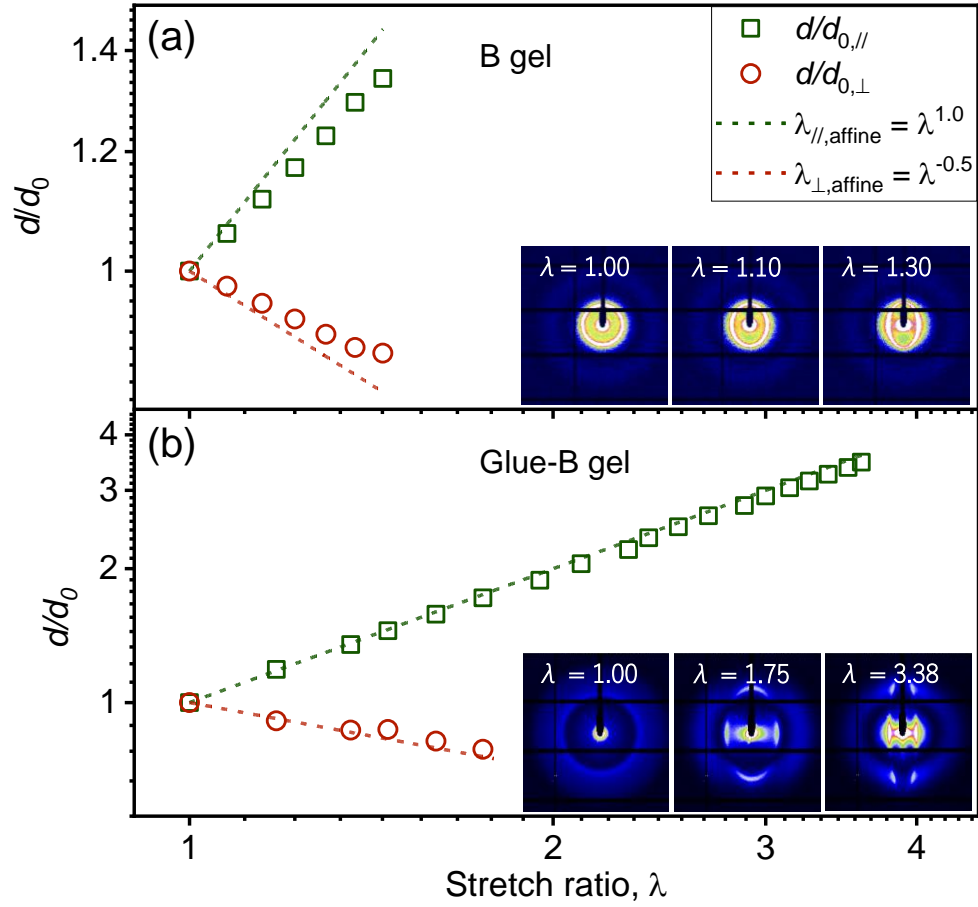 (a)
B gel
d/d0,//
d/d0,⊥
λ//,affine = λ1.0
λ⊥,affine = λ-0.5
1.4
1.2
1
d/d0
λ = 1.00
λ = 1.10
λ = 1.30
(b)
Glue-B gel
4
3
2
1
d/d0
λ = 1.00
λ = 1.75
λ = 3.38
1
2
3
4
Stretch ratio, λ